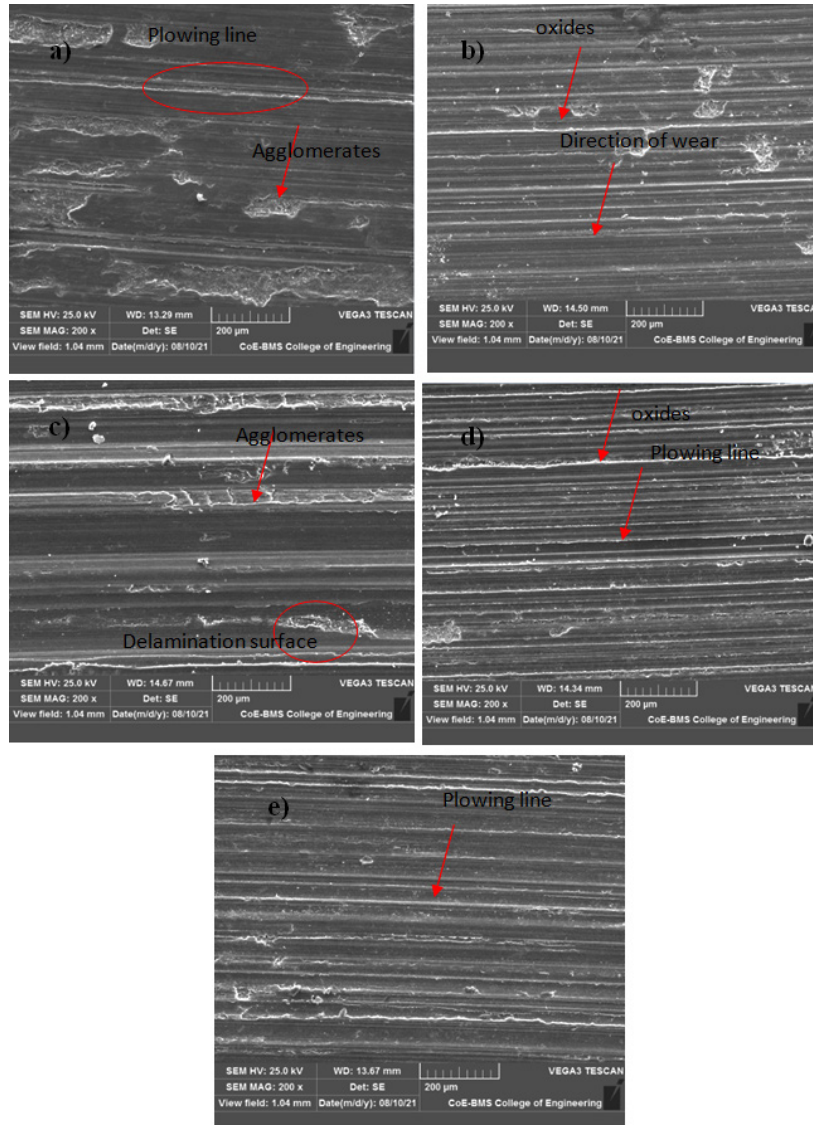 Plowing line
a)
Agglomerates
SEM HV: 25.0 kV WD: 13.29 mm VEGA3 TESCAN
SEM MAG: 200 x Det: SE 200 µm
View field: 1.04 mm Date(m/d/y): 08/10/21 CoE-BMS College of Engineering
oxides
b)
Direction of wear
SEM HV: 25.0 kV WD: 14.50 mm VEGA3 TESCAN
SEM MAG: 200 x Det: SE 200 µm
View field: 1.04 mm Date(m/d/y): 08/10/21 CoE-BMS College of Engineering
c)
Agglomerates
Delamination surface
SEM HV: 25.0 kV WD: 14.67 mm VEGA3 TESCAN
SEM MAG: 200 x Det: SE 200 µm
View field: 1.04 mm Date(m/d/y): 08/10/21 CoE-BMS College of Engineering
oxides
d)
Plowing line
SEM HV: 25.0 kV WD: 14.34 mm VEGA3 TESCAN
SEM MAG: 200 x Det: SE 200 µm
View field: 1.04 mm Date(m/d/y): 08/10/21 CoE-BMS College of Engineering
e)
Plowing line
SEM HV: 25.0 kV WD: 13.67 mm VEGA3 TESCAN
SEM MAG: 200 x Det: SE 200 µm
View field: 1.04 mm Date(m/d/y): 08/10/21 CoE-BMS College of Engineering